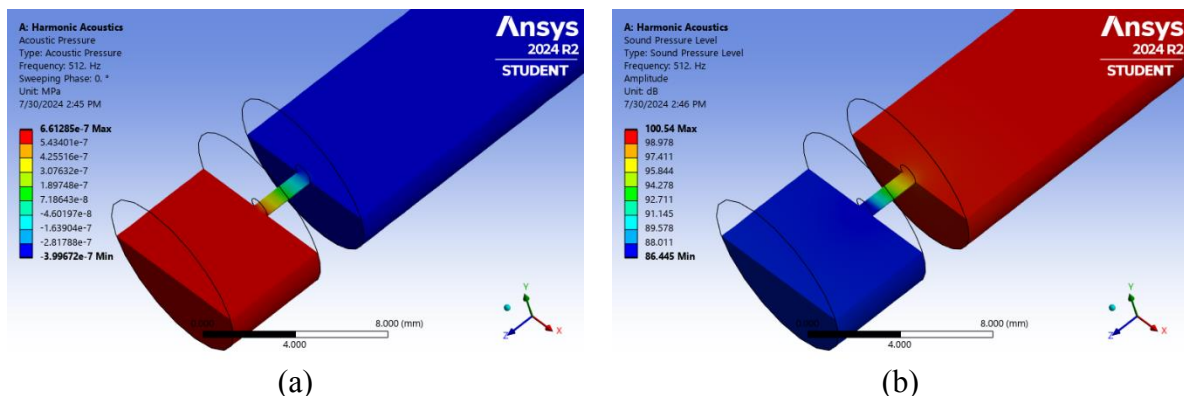 A: Harmonic Acoustics
Acoustic Pressure
Type: Acoustic Pressure
Frequency: 512. Hz
Sweeping Phase: 0. °
Unit: MPa
7/30/2024 2:45 PM
6.61285e-7 Max
5.43401e-7
4.25516e-7
3.07632e-7
1.89748e-7
7.18643e-8
-4.60197e-8
-1.63904e-7
-2.81788e-7
-3.99672e-7 Min
Ansys
2024 R2
STUDENT
Y
X
Z
0.000
8.000 (mm)
4.000
(a)
A: Harmonic Acoustics
Sound Pressure Level
Type: Sound Pressure Level
Frequency: 512. Hz
Amplitude
Unit: dB
7/30/2024 2:46 PM
100.54 Max
98.978
97.411
95.844
94.278
92.711
91.145
89.578
88.011
86.445 Min
Ansys
2024 R2
STUDENT
Y
X
Z
0.000
8.000 (mm)
4.000
(b)